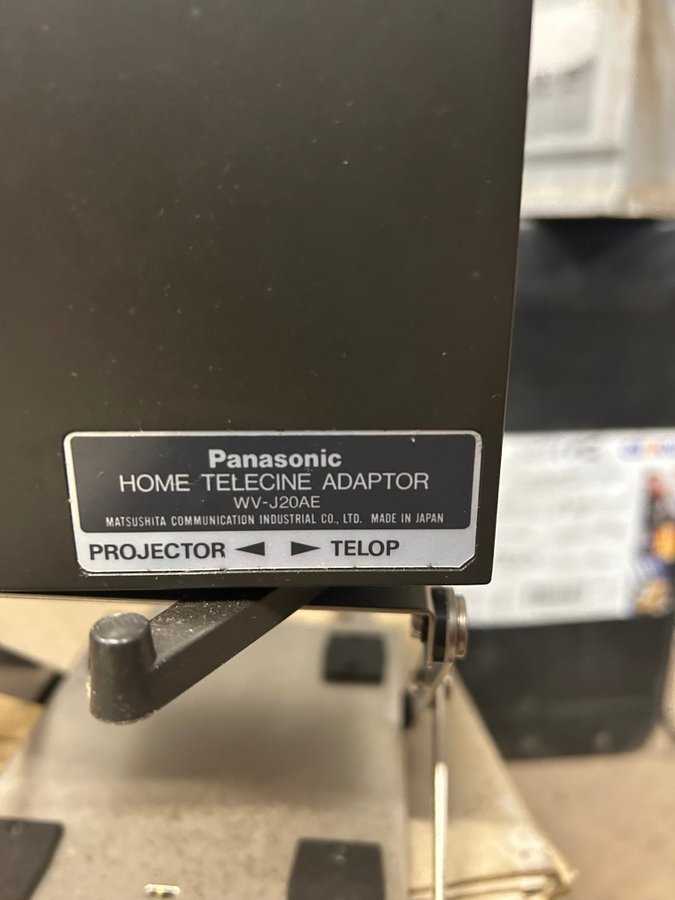 Panasonic
HOME TELECINE ADAPTOR
WV-J20AE
MATSUSHITA COMMUNICATION INDUSTRIAL CO., LTD. MADE IN JAPAN
PROJECTOR ◀ ▶ TELOP